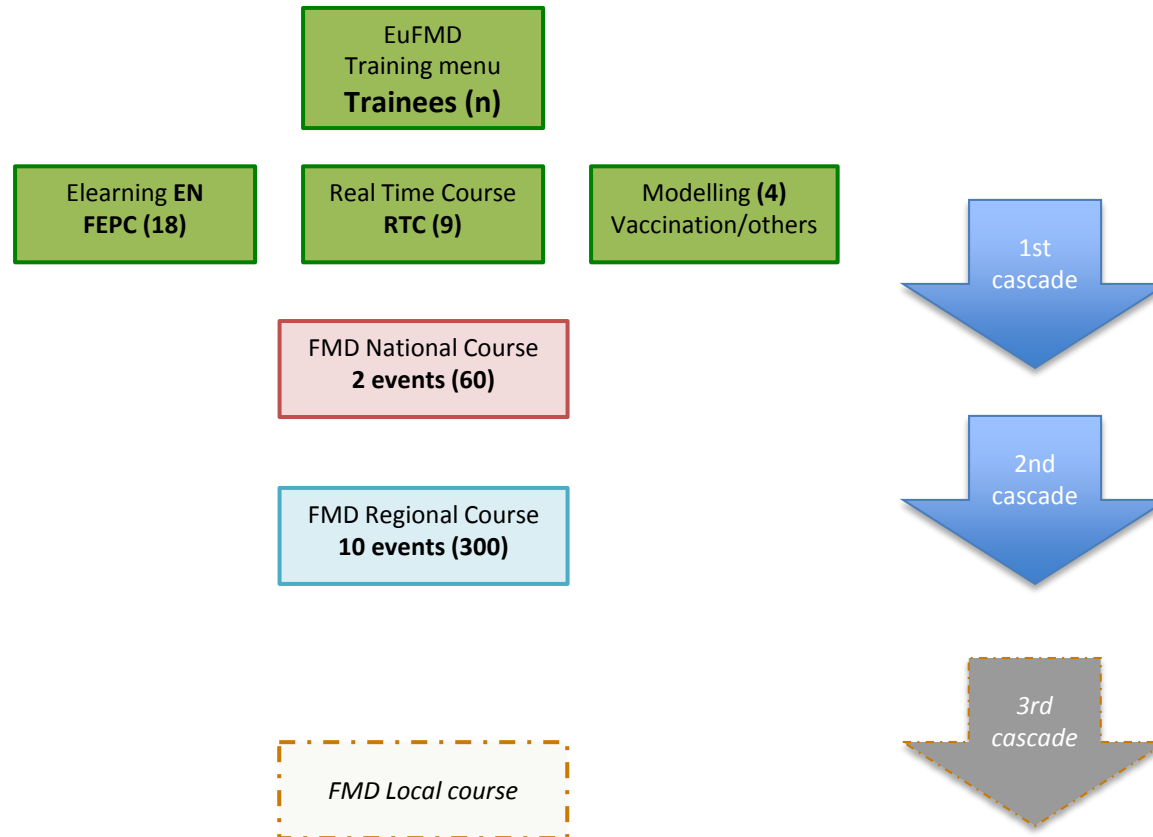 EuFMD
Training menu
Trainees (n)
Elearning EN
FEPC (18)
Real Time Course
RTC (9)
Modelling (4)
Vaccination/others
1st
cascade
FMD National Course
2 events (60)
2nd
cascade
FMD Regional Course
10 events (300)
3rd
cascade
FMD Local course